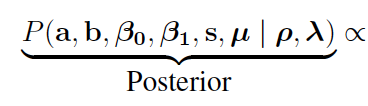 P(a, b, β₀, β₁, s, μ | ρ, λ) ∝
Posterior